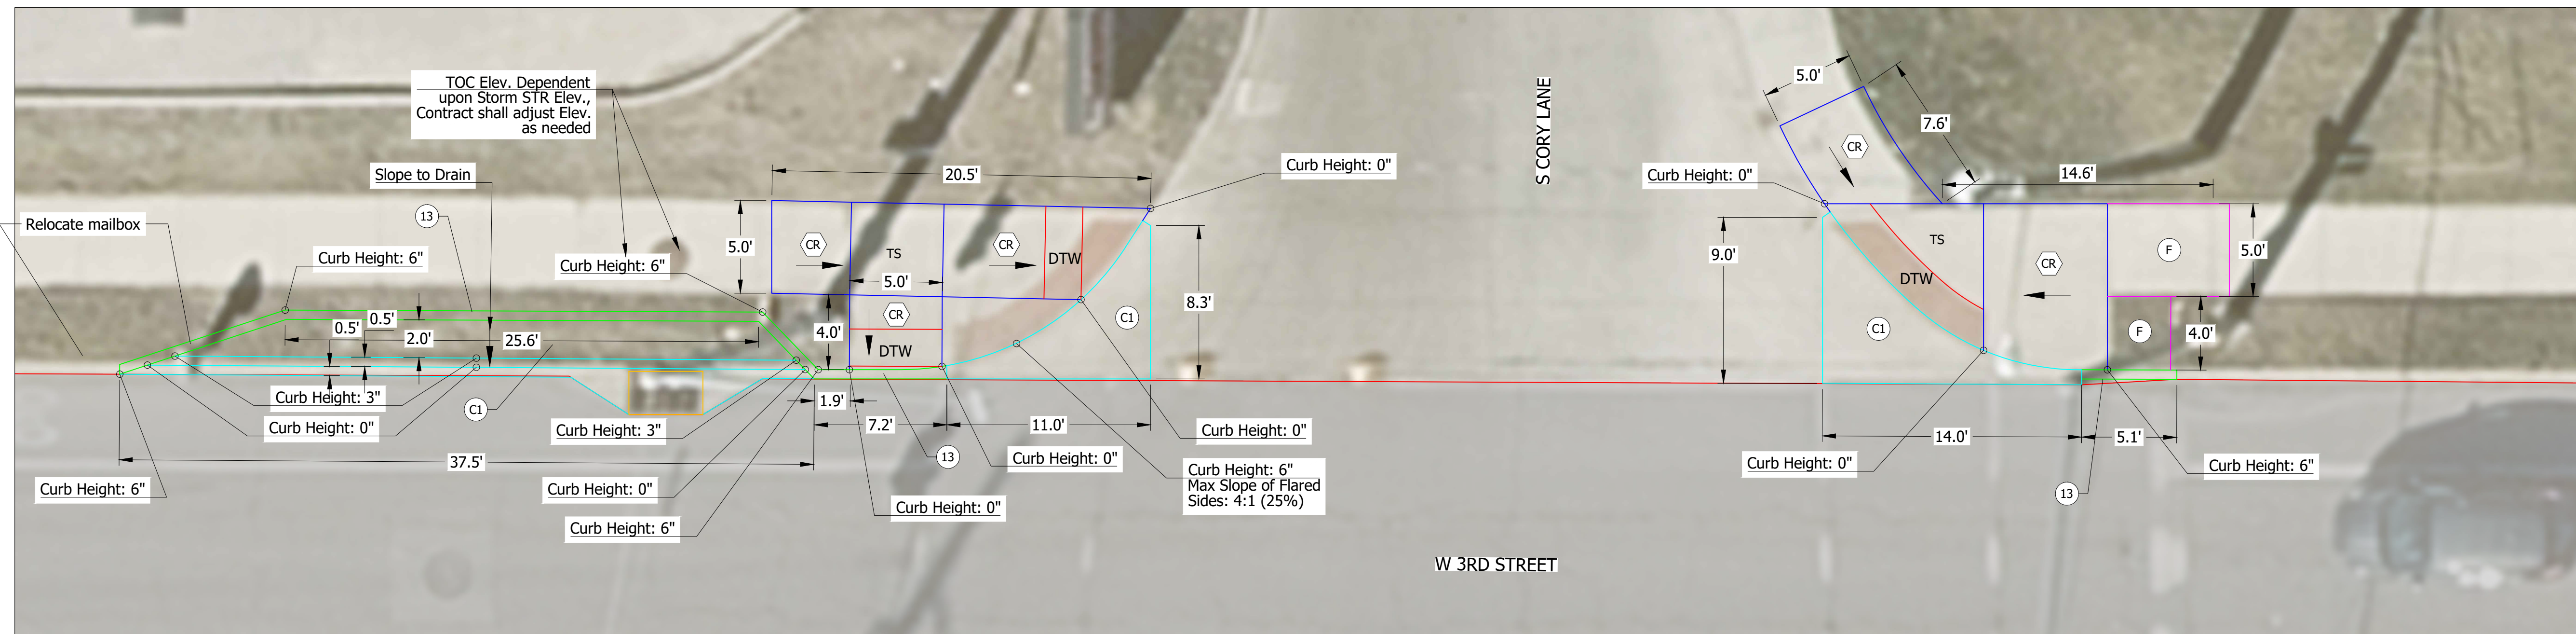 TOC Elev. Dependent
upon Storm STR Elev.,
Contract shall adjust Elev.
as needed
Slope to Drain
Relocate mailbox
13
Curb Height: 6"
Curb Height: 6"
0.5'
0.5'
2.0'
25.6'
Curb Height: 3"
Curb Height: 0"
C1
37.5'
Curb Height: 6"
20.5'
5.0'
CR
TS
CR
DTW
5.0'
4.0'
CR
DTW
C1
8.3'
Curb Height: 0"
1.9'
7.2'
11.0'
Curb Height: 3"
Curb Height: 0"
Curb Height: 6"
13
Curb Height: 0"
Curb Height: 0"
Curb Height: 0"
Curb Height: 6"
Max Slope of Flared
Sides: 4:1 (25%)
S CORY LANE
W 3RD STREET
5.0'
7.6'
CR
Curb Height: 0"
14.6'
9.0'
TS
DTW
CR
F
5.0'
F
4.0'
C1
14.0'
5.1'
Curb Height: 0"
13
Curb Height: 6"